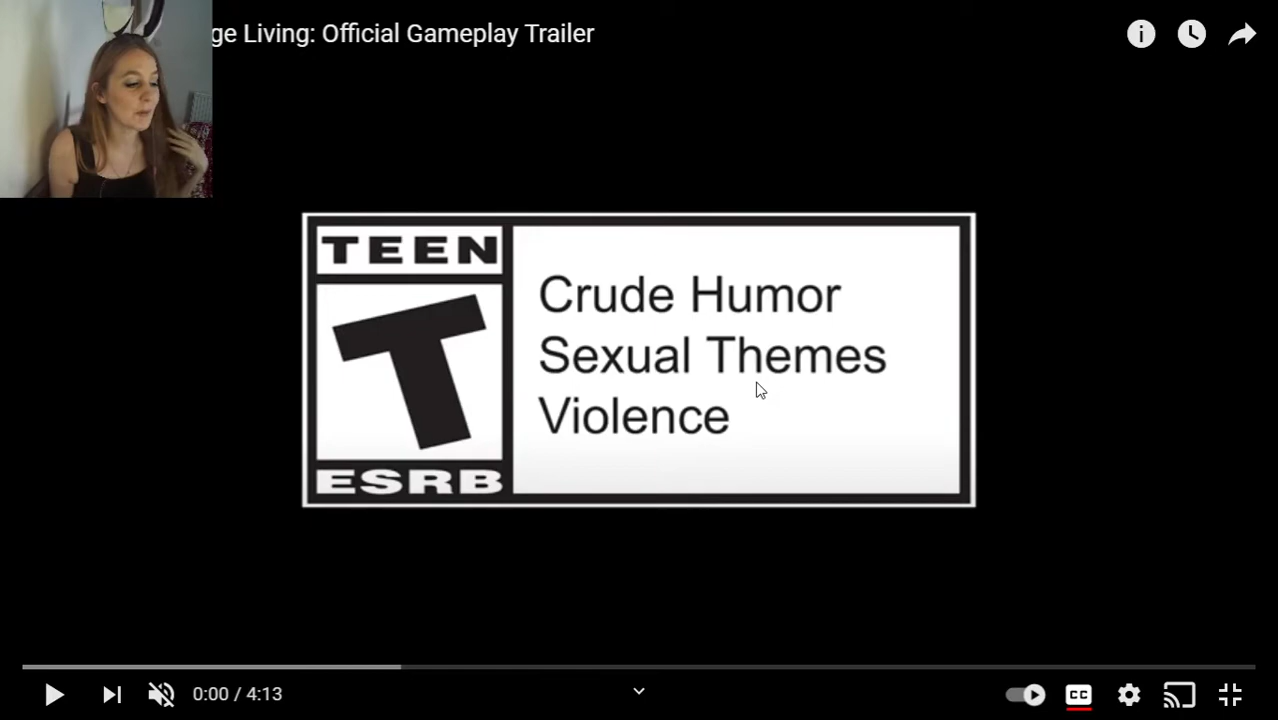 ge Living: Official Gameplay Trailer
TEEN
T
ESRB
Crude Humor
Sexual Themes
Violence
0:00 / 4:13
CC